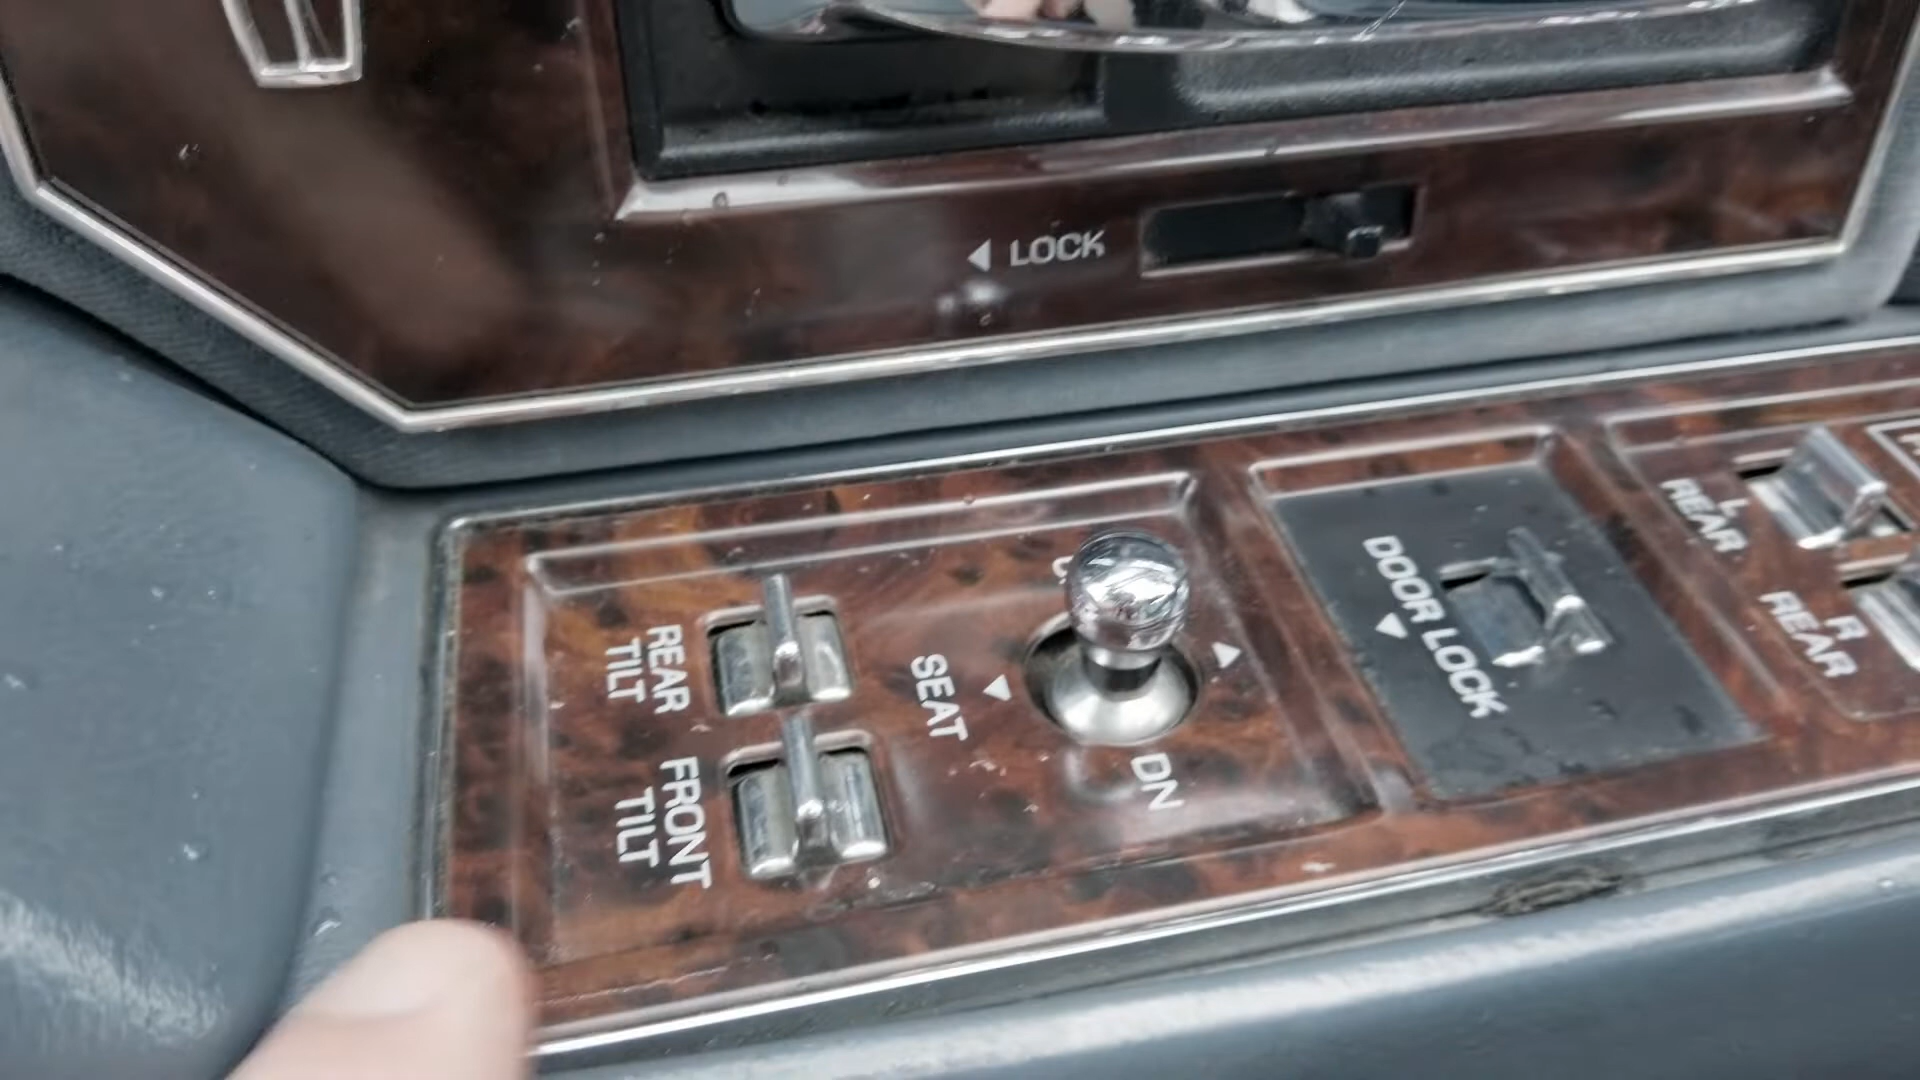 ◀ LOCK
REAR
TILT
FRONT
TILT
SEAT
DN
DOOR LOCK
L
REAR
R
REAR